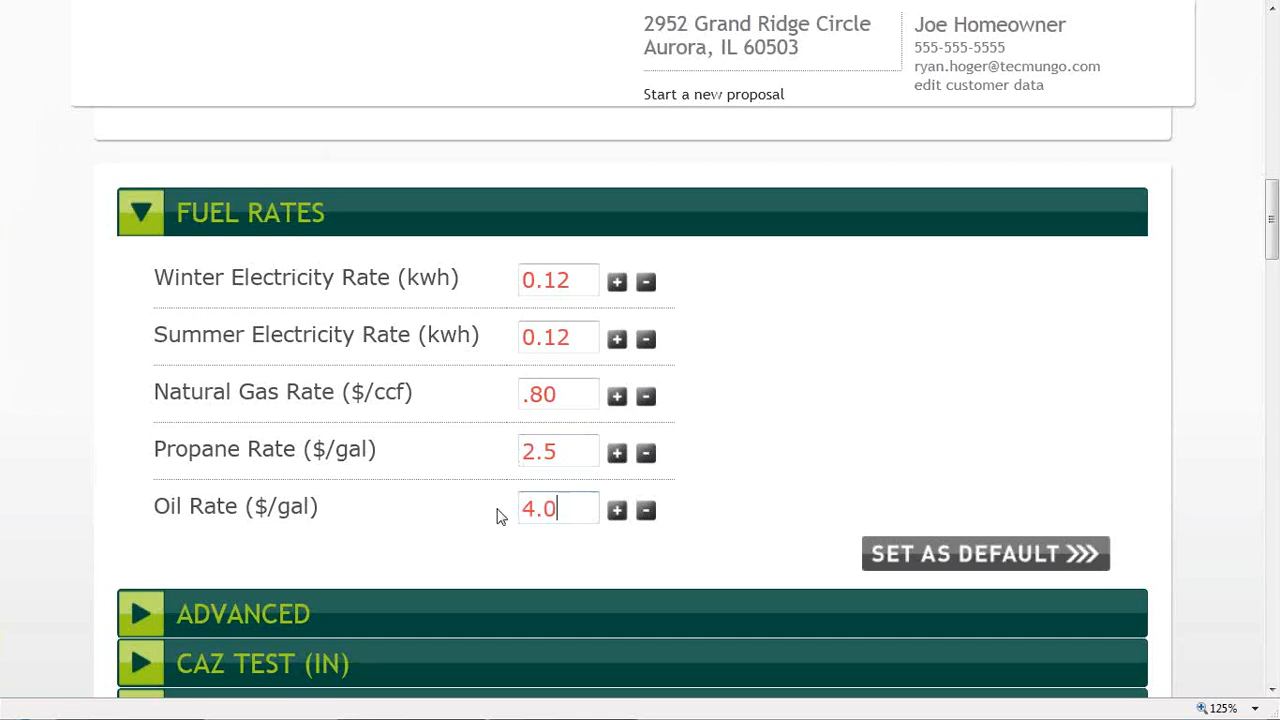 2952 Grand Ridge Circle
Aurora, IL 60503
Start a new proposal
Joe Homeowner
555-555-5555
ryan.hoger@tecmungo.com
edit customer data
FUEL RATES
Winter Electricity Rate (kwh) 0.12 + -
Summer Electricity Rate (kwh) 0.12 + -
Natural Gas Rate ($/ccf) .80 + -
Propane Rate ($/gal) 2.5 + -
Oil Rate ($/gal) 4.0 + -
SET AS DEFAULT
ADVANCED
CAZ TEST (IN)
125%